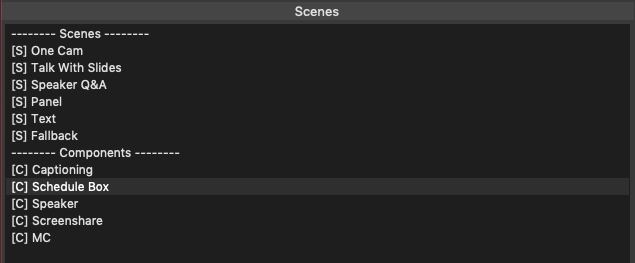 Scenes
-------- Scenes --------
[S] One Cam
[S] Talk With Slides
[S] Speaker Q&A
[S] Panel
[S] Text
[S] Fallback
-------- Components --------
[C] Captioning
[C] Schedule Box
[C] Speaker
[C] Screenshare
[C] MC